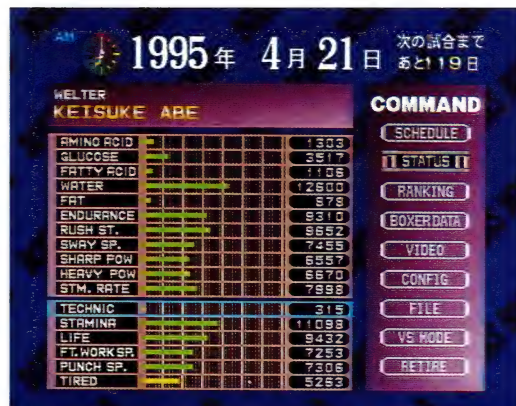 AM 1995年 4月21日 次の試合まで
あと119日
WELTER
KEISUKE ABE
AMINO ACID 1303
GLUCOSE 3517
FATTY ACID 1106
WATER 12600
FAT 878
ENDURANCE 9310
RUSH ST. 9652
SWAY SP. 7455
SHARP POW 6557
HEAVY POW 6670
STM. RATE 7998
TECHNIC 315
STAMINA 11098
LIFE 9432
FT.WORK SP. 7253
PUNCH SP. 7306
TIRED 5263
COMMAND
SCHEDULE
STATUS
RANKING
BOXER DATA
VIDEO
CONFIG
FILE
VS MODE
RETIRE